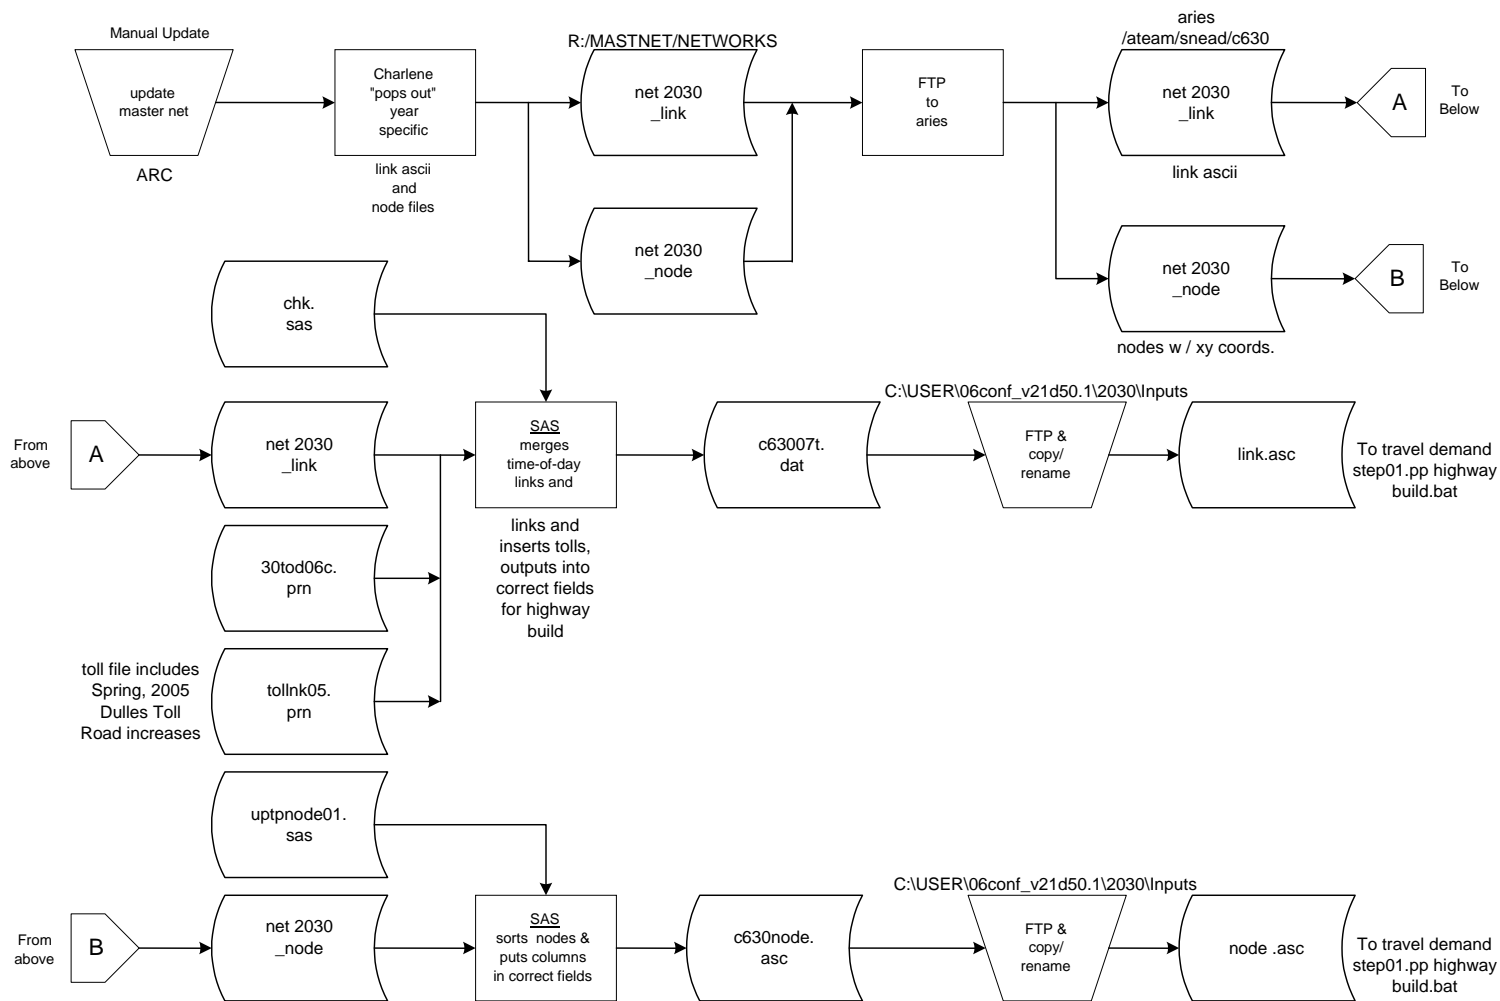 Manual Update
update
master net
ARC
Charlene
"pops out"
year
specific
link ascii
and
node files
R:/MASTNET/NETWORKS
net 2030
_link
net 2030
_node
FTP
to
aries
aries
/ateam/snead/c630
net 2030
_link
link ascii
A
To
Below
net 2030
_node
nodes w / xy coords.
B
To
Below
chk.
sas
From
above
A
net 2030
_link
30tod06c.
prn
toll file includes
Spring, 2005
Dulles Toll
Road increases
tollnk05.
prn
SAS
merges
time-of-day
links and
links and
inserts tolls,
outputs into
correct fields
for highway
build
c63007t.
dat
C:\USER\06conf_v21d50.1\2030\Inputs
FTP &
copy/
rename
link.asc
To travel demand
step01.pp highway
build.bat
uptpnode01.
sas
From
above
B
net 2030
_node
SAS
sorts nodes &
puts columns
in correct fields
c630node.
asc
C:\USER\06conf_v21d50.1\2030\Inputs
FTP &
copy/
rename
node .asc
To travel demand
step01.pp highway
build.bat